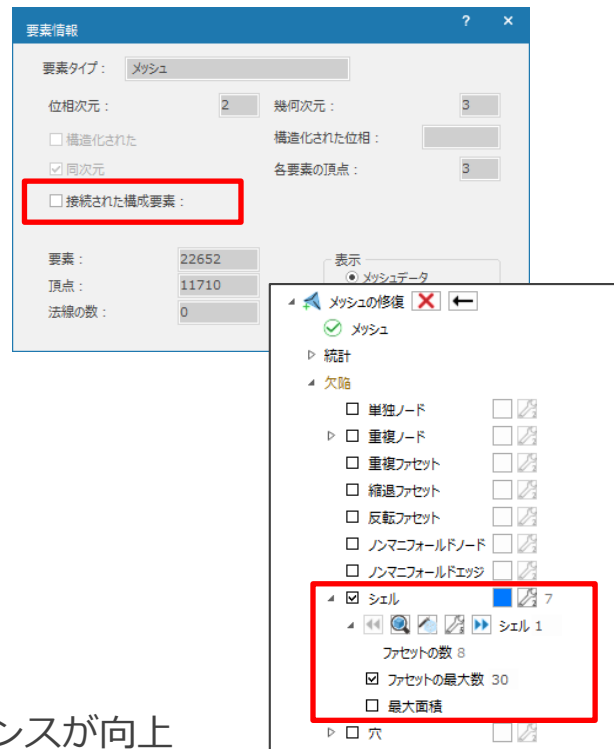 要素情報 ? ×
要素タイプ： メッシュ
位相次元： 2 幾何次元： 3
構造化された 構造化された位相：
同次元 各要素の頂点： 3
接続された構成要素：
要素： 22652 表示
頂点： 11710 メッシュデータ
法線の数： 0
メッシュの修復
メッシュ
統計
欠陥
単独ノード
重複ノード
重複ファセット
縮退ファセット
反転ファセット
ノンマニフォールドノード
ノンマニフォールドエッジ
シェル 7
シェル 1
ファセットの数 8
ファセットの最大数 30
最大面積
穴
ンスが向上